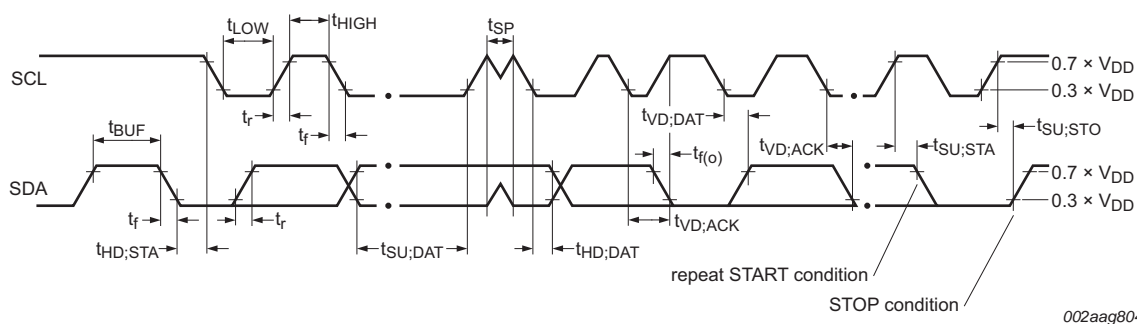 tLOW
tHIGH
tSP
SCL
0.7 × VDD
0.3 × VDD
tr
tf
tVD;DAT
tSU;STO
tBUF
tf(o)
tVD;ACK
tSU;STA
SDA
0.7 × VDD
0.3 × VDD
tf
tr
tVD;ACK
tHD;STA
tSU;DAT
tHD;DAT
repeat START condition
STOP condition
002aag804